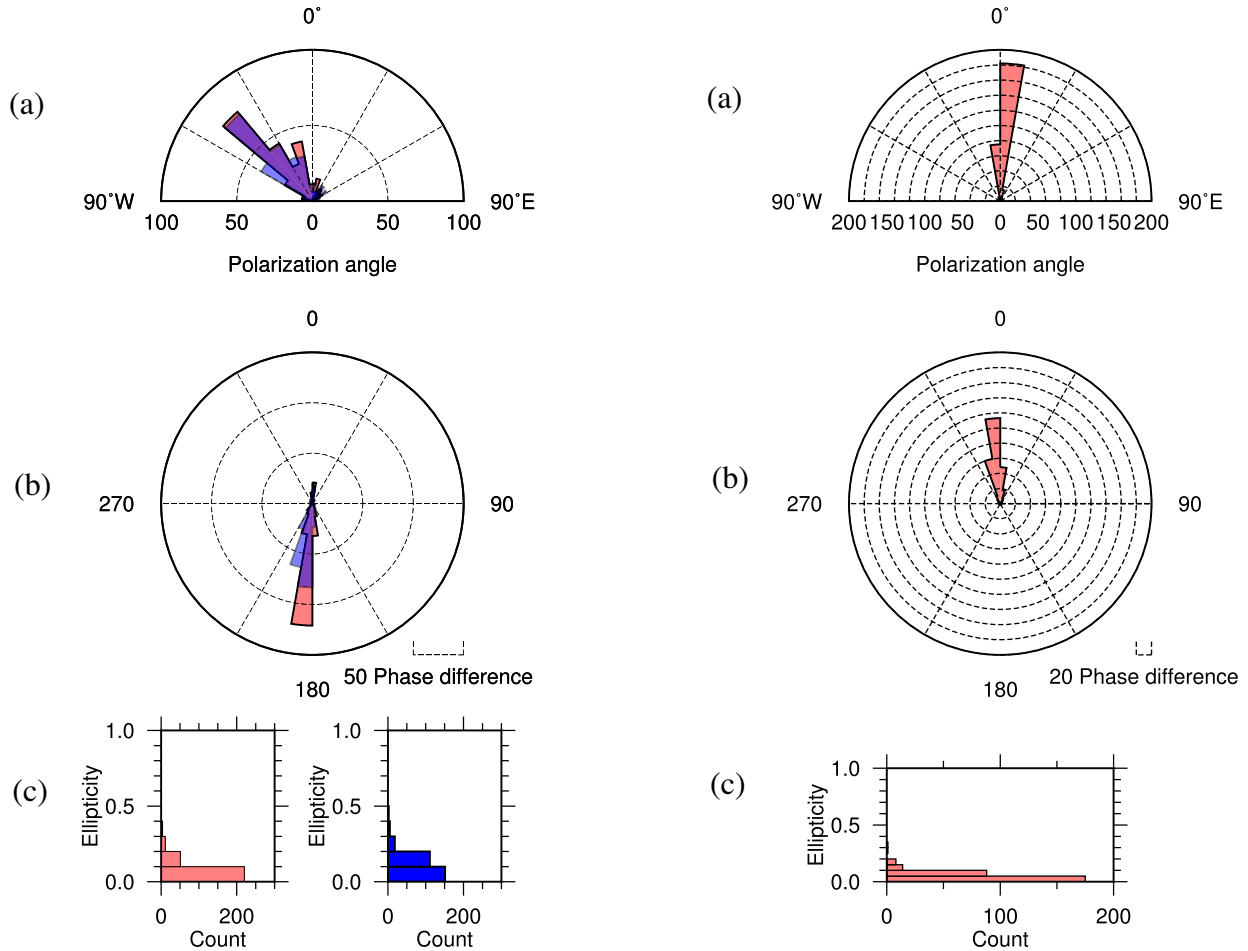 0˚
(a)
90˚W
90˚E
100 50 0 50 100
Polarization angle
0
(b)
270
90
180
50 Phase difference
(c)
Ellipticity
1.0
0.5
0.0
0 200
Count
Ellipticity
1.0
0.5
0.0
0 200
Count
0˚
(a)
90˚W
90˚E
200 150 100 50 0 50 100 150 200
Polarization angle
0
(b)
270
90
180
20 Phase difference
(c)
Ellipticity
1.0
0.5
0.0
0 100 200
Count